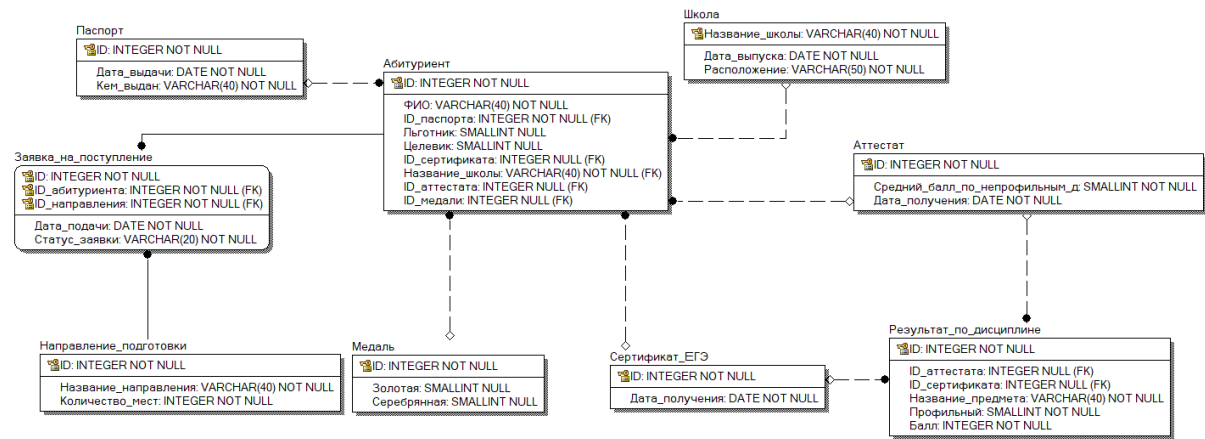 Паспорт
ID: INTEGER NOT NULL
Дата_выдачи: DATE NOT NULL
Кем_выдан: VARCHAR(40) NOT NULL
Абитуриент
ID: INTEGER NOT NULL
ФИО: VARCHAR(40) NOT NULL
ID_паспорта: INTEGER NOT NULL (FK)
Льготник: SMALLINT NULL
Целевик: SMALLINT NULL
ID_сертификата: INTEGER NULL (FK)
Название_школы: VARCHAR(40) NOT NULL (FK)
ID_аттестата: INTEGER NULL (FK)
ID_медали: INTEGER NULL (FK)
Школа
Название_школы: VARCHAR(40) NOT NULL
Дата_выпуска: DATE NOT NULL
Расположение: VARCHAR(50) NOT NULL
Заявка_на_поступление
ID: INTEGER NOT NULL
ID_абитуриента: INTEGER NOT NULL (FK)
ID_направления: INTEGER NOT NULL (FK)
Дата_подачи: DATE NOT NULL
Статус_заявки: VARCHAR(20) NOT NULL
Аттестат
ID: INTEGER NOT NULL
Средний_балл_по_непрофильным_д: SMALLINT NOT NULL
Дата_получения: DATE NOT NULL
Направление_подготовки
ID: INTEGER NOT NULL
Название_направления: VARCHAR(40) NOT NULL
Количество_мест: INTEGER NOT NULL
Медаль
ID: INTEGER NOT NULL
Золотая: SMALLINT NULL
Серебрянная: SMALLINT NULL
Сертификат_ЕГЭ
ID: INTEGER NOT NULL
Дата_получения: DATE NOT NULL
Результат_по_дисциплине
ID: INTEGER NOT NULL
ID_аттестата: INTEGER NULL (FK)
ID_сертификата: INTEGER NULL (FK)
Название_предмета: VARCHAR(40) NOT NULL
Профильный: SMALLINT NOT NULL
Балл: INTEGER NOT NULL